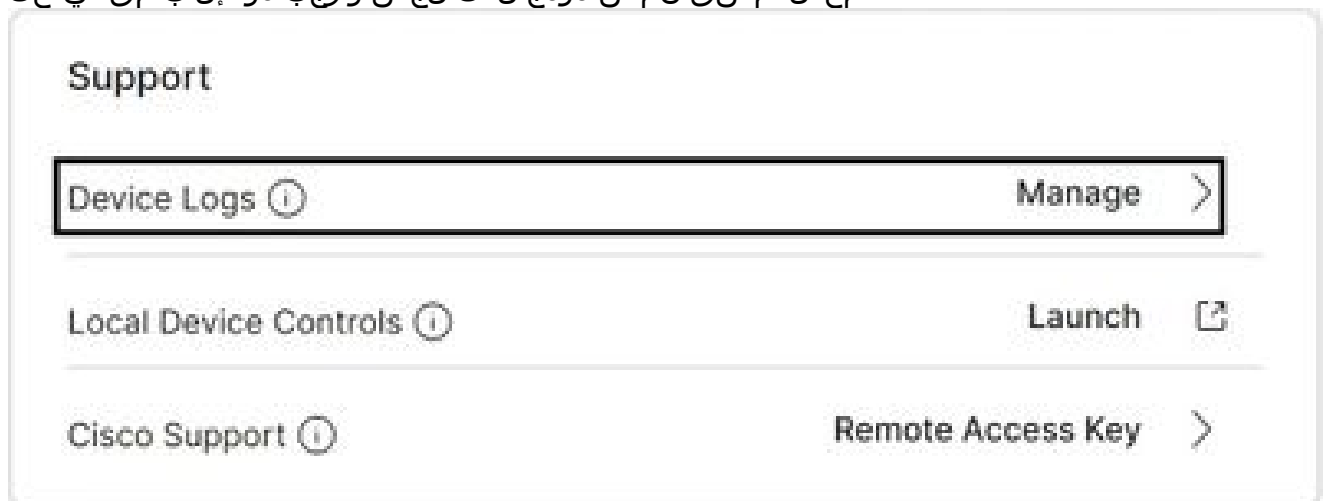 Support
Device Logs ⓘ Manage >
Local Device Controls ⓘ Launch
Cisco Support ⓘ Remote Access Key >